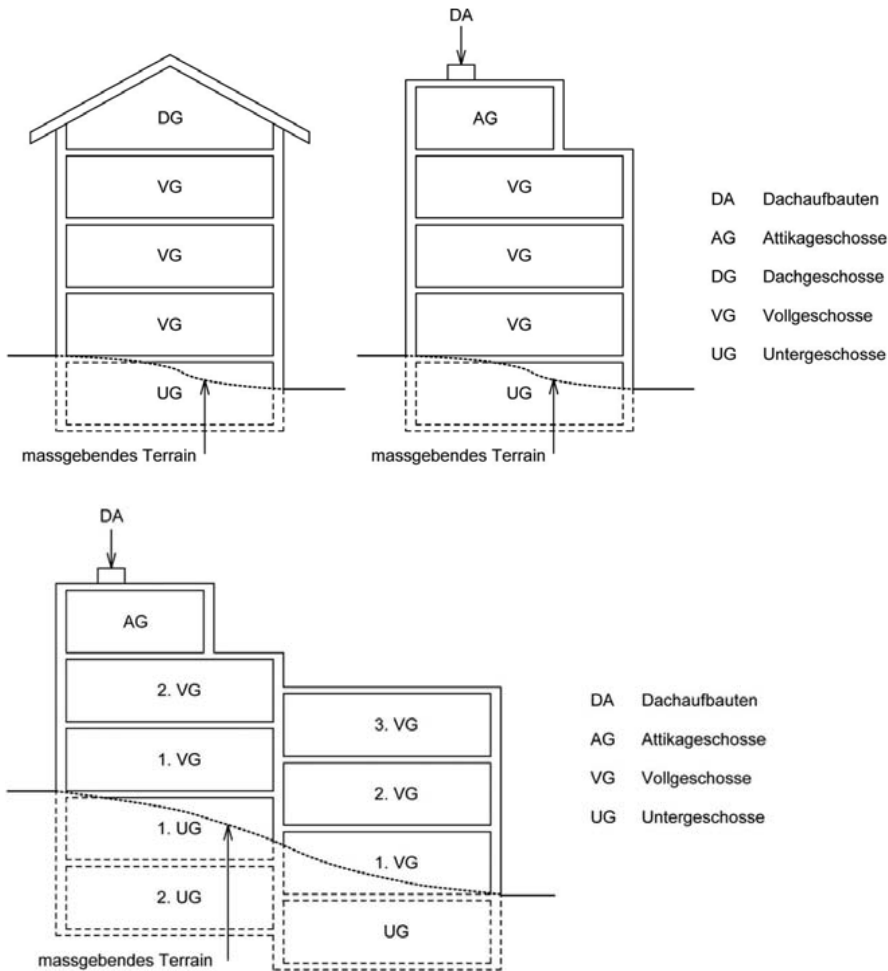 DA
DG
AG
VG
VG
VG
VG
VG
VG
UG
UG
massgebendes Terrain
massgebendes Terrain
DA Dachaufbauten
AG Attikageschosse
DG Dachgeschosse
VG Vollgeschosse
UG Untergeschosse
DA
AG
2. VG
3. VG
1. VG
2. VG
1. UG
1. VG
2. UG
UG
massgebendes Terrain
DA Dachaufbauten
AG Attikageschosse
VG Vollgeschosse
UG Untergeschosse